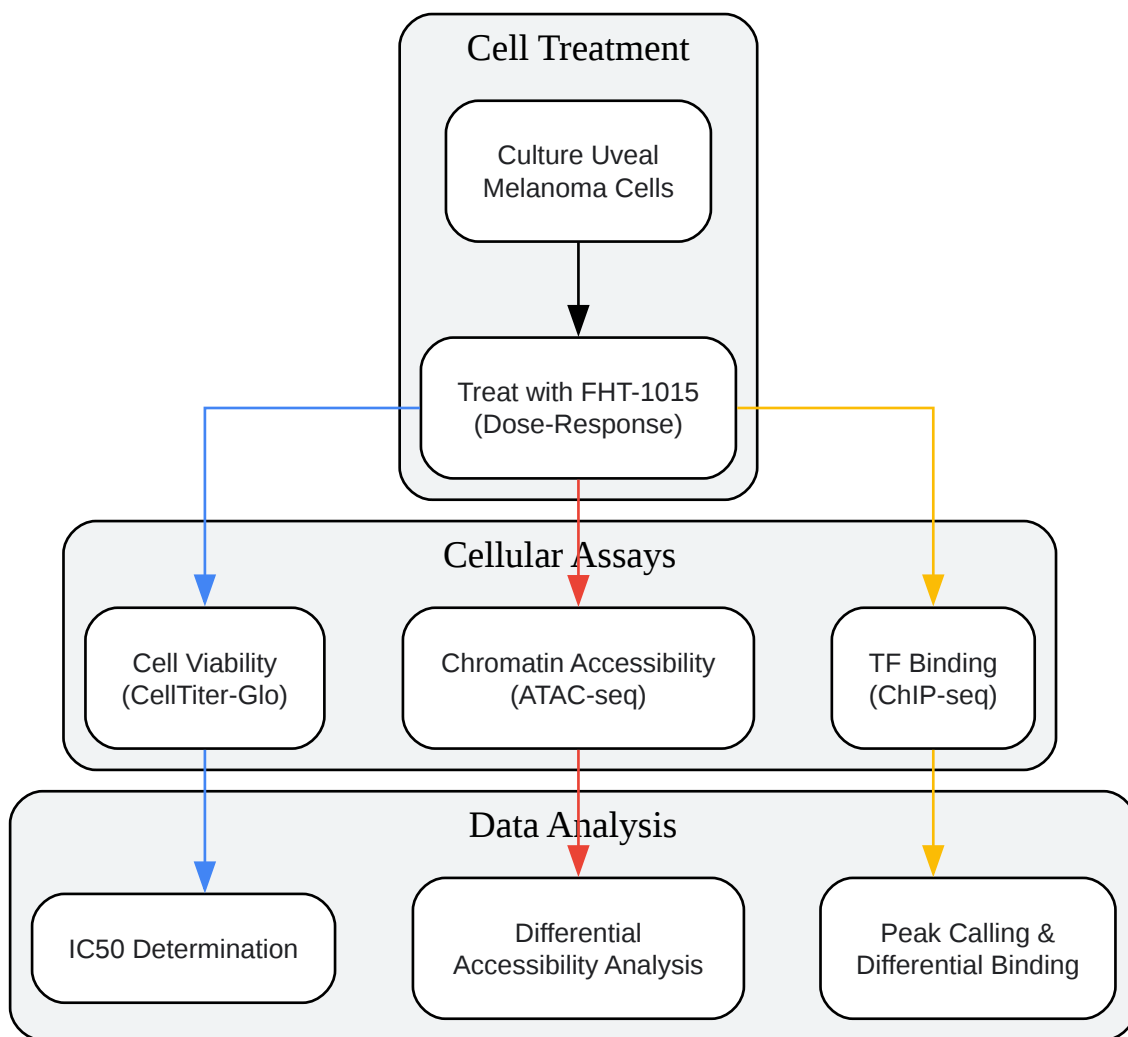 Cell Treatment
Culture Uveal
Melanoma Cells
Treat with FHT-1015
(Dose-Response)
Cellular Assays
Cell Viability
(CellTiter-Glo)
Chromatin Accessibility
(ATAC-seq)
TF Binding
(ChIP-seq)
Data Analysis
IC50 Determination
Differential
Accessibility Analysis
Peak Calling &
Differential Binding